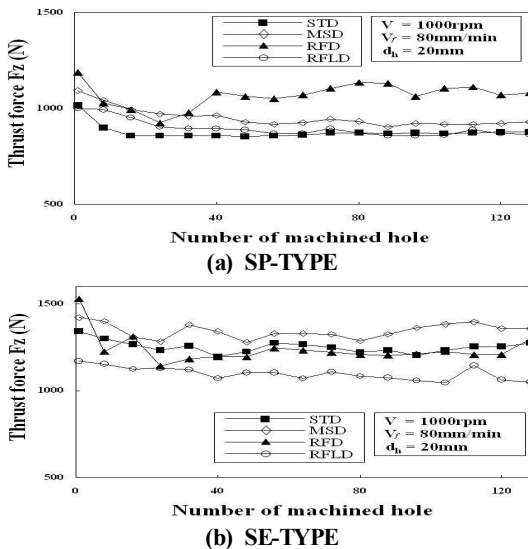 STD
MSD
RFD
RFLD
V = 1000rpm
Vf = 80mm/min
dh = 20mm
Thrust force Fz (N)
1500
1000
500
0
40
80
120
Number of machined hole
(a) SP-TYPE
Thrust force Fz (N)
1500
1000
500
STD
MSD
RFD
RFLD
V = 1000rpm
Vf = 80mm/min
dh = 20mm
0
40
80
120
Number of machined hole
(b) SE-TYPE